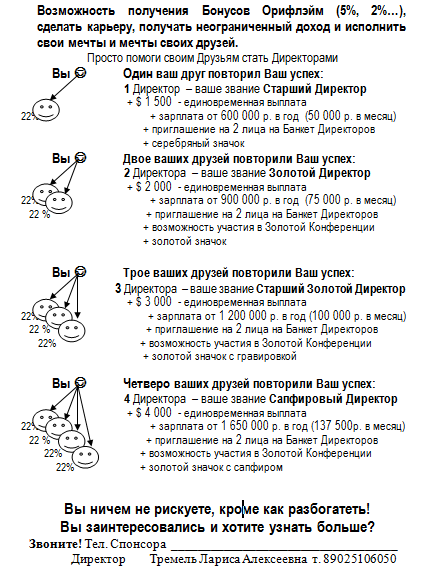 Возможность получения Бонусов Орифлэйм (5%, 2%...),
сделать карьеру, получать неограниченный доход и исполнить
свои мечты и мечты своих друзей.
Просто помоги своим Друзьям стать Директорами
Вы Один ваш Друг повторил Ваш успех:
1 Директор – ваше звание Старший Директор
+ $ 1 500 - единовременная выплата
22% + зарплата от 600 000 р. в год (50 000 р. в месяц)
+ приглашение на 2 лица на Банкет Директоров
+ серебряный значок
Вы Двое ваших друзей повторили Ваш успех:
2 Директора – ваше звание Золотой Директор
+ $ 2 000 - единовременная выплата
22% + зарплата от 900 000 р. в год (75 000 р. в месяц)
22 % + приглашение на 2 лица на Банкет Директоров
+ возможность участия в Золотой Конференции
+ золотой значок
Вы Трое ваших друзей повторили Ваш успех:
3 Директора – ваше звание Старший Золотой Директор
+ $ 3 000 - единовременная выплата
22% + зарплата от 1 200 000 р. в год (100 000 р. в месяц)
22 % + приглашение на 2 лица на Банкет Директоров
22% + возможность участия в Золотой Конференции
+ золотой значок с гравировкой
Вы Четверо ваших друзей повторили Ваш успех:
4 Директора – ваше звание Сапфировый Директор
+ $ 4 000 - единовременная выплата
22% + зарплата от 1 650 000 р. в год (137 500р. в месяц)
22 % + приглашение на 2 лица на Банкет Директоров
22% + возможность участия в Золотой Конференции
22% + золотой значок с сапфиром
Вы ничем не рискуете, кроме как разбогатеть!
Вы заинтересовались и хотите узнать больше?
Звоните! Тел. Спонсора
Директор Тремель Лариса Алексеевна т. 89025106050